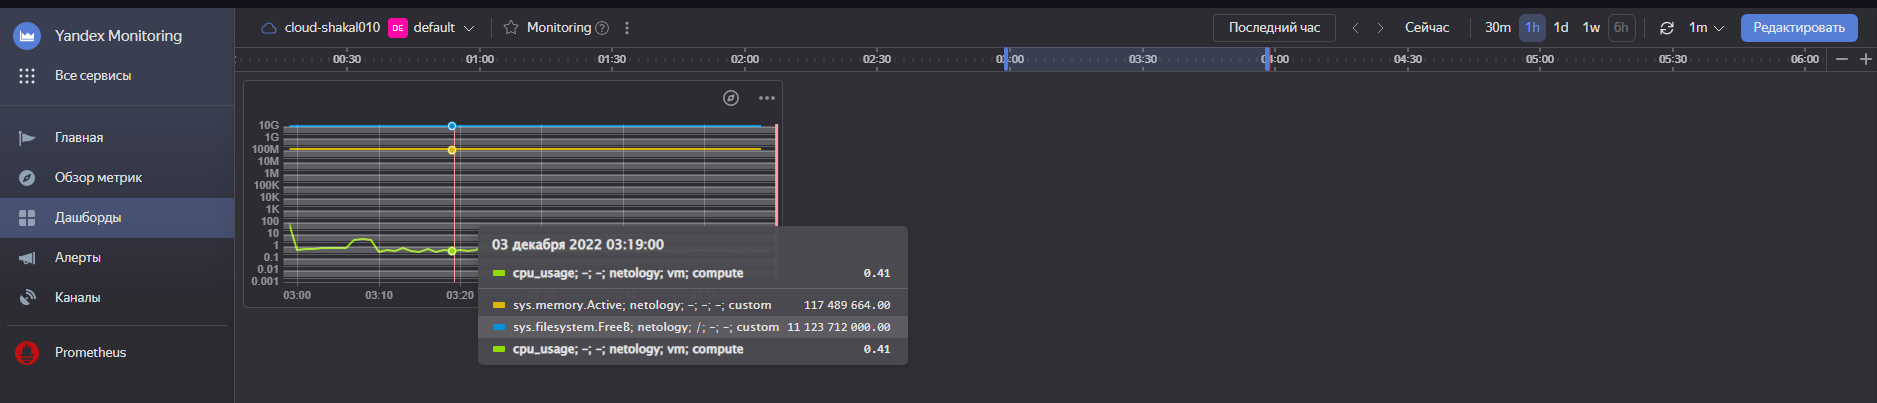 Yandex Monitoring
Все сервисы
Главная
Обзор метрик
Дашборды
Алерты
Каналы
Prometheus
cloud-shakal010 DE default Monitoring ?
Последний час Сейчас 30m 1h 1d 1w 6h 1m Редактировать
00:30 01:00 01:30 02:00 02:30 03:00 03:30 04:00 04:30 05:00 05:30 06:00
10G
1G
100M
10M
1M
100K
10K
1K
100
10
1
0.1
0.01
0.001
03:00 03:10 03:20
03 декабря 2022 03:19:00
cpu_usage; -; -; netology; vm; compute 0.41
sys.memory.Active; netology; -; -; -; custom 117 489 664.00
sys.filesystem.FreeB; netology; /; -; -; custom 11 123 712 000.00
cpu_usage; -; -; netology; vm; compute 0.41